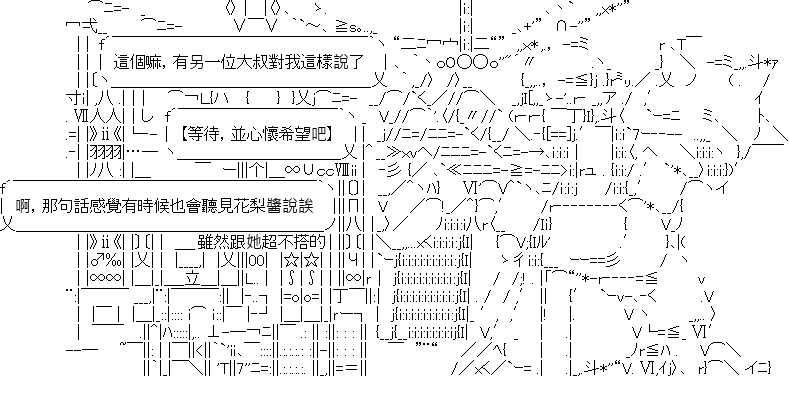 這個嘛，有另一位大叔對我這樣說了
【等待，並心懷希望吧】
啊，那句話感覺有時候也會聽見花梨醬說誒
雖然跟她超不搭的